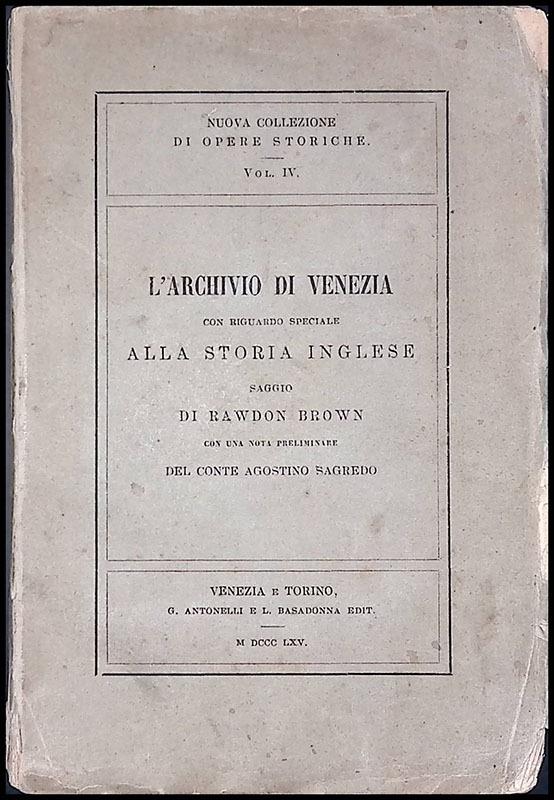 NUOVA COLLEZIONE
DI OPERE STORICHE.
VOL. IV.
L'ARCHIVIO DI VENEZIA
CON RIGUARDO SPECIALE
ALLA STORIA INGLESE
SAGGIO
DI RAWDON BROWN
CON UNA NOTA PRELIMINARE
DEL CONTE AGOSTINO SAGREDO
VENEZIA E TORINO,
G. ANTONELLI E L. BASADONNA EDIT.
M DCCC LXV.